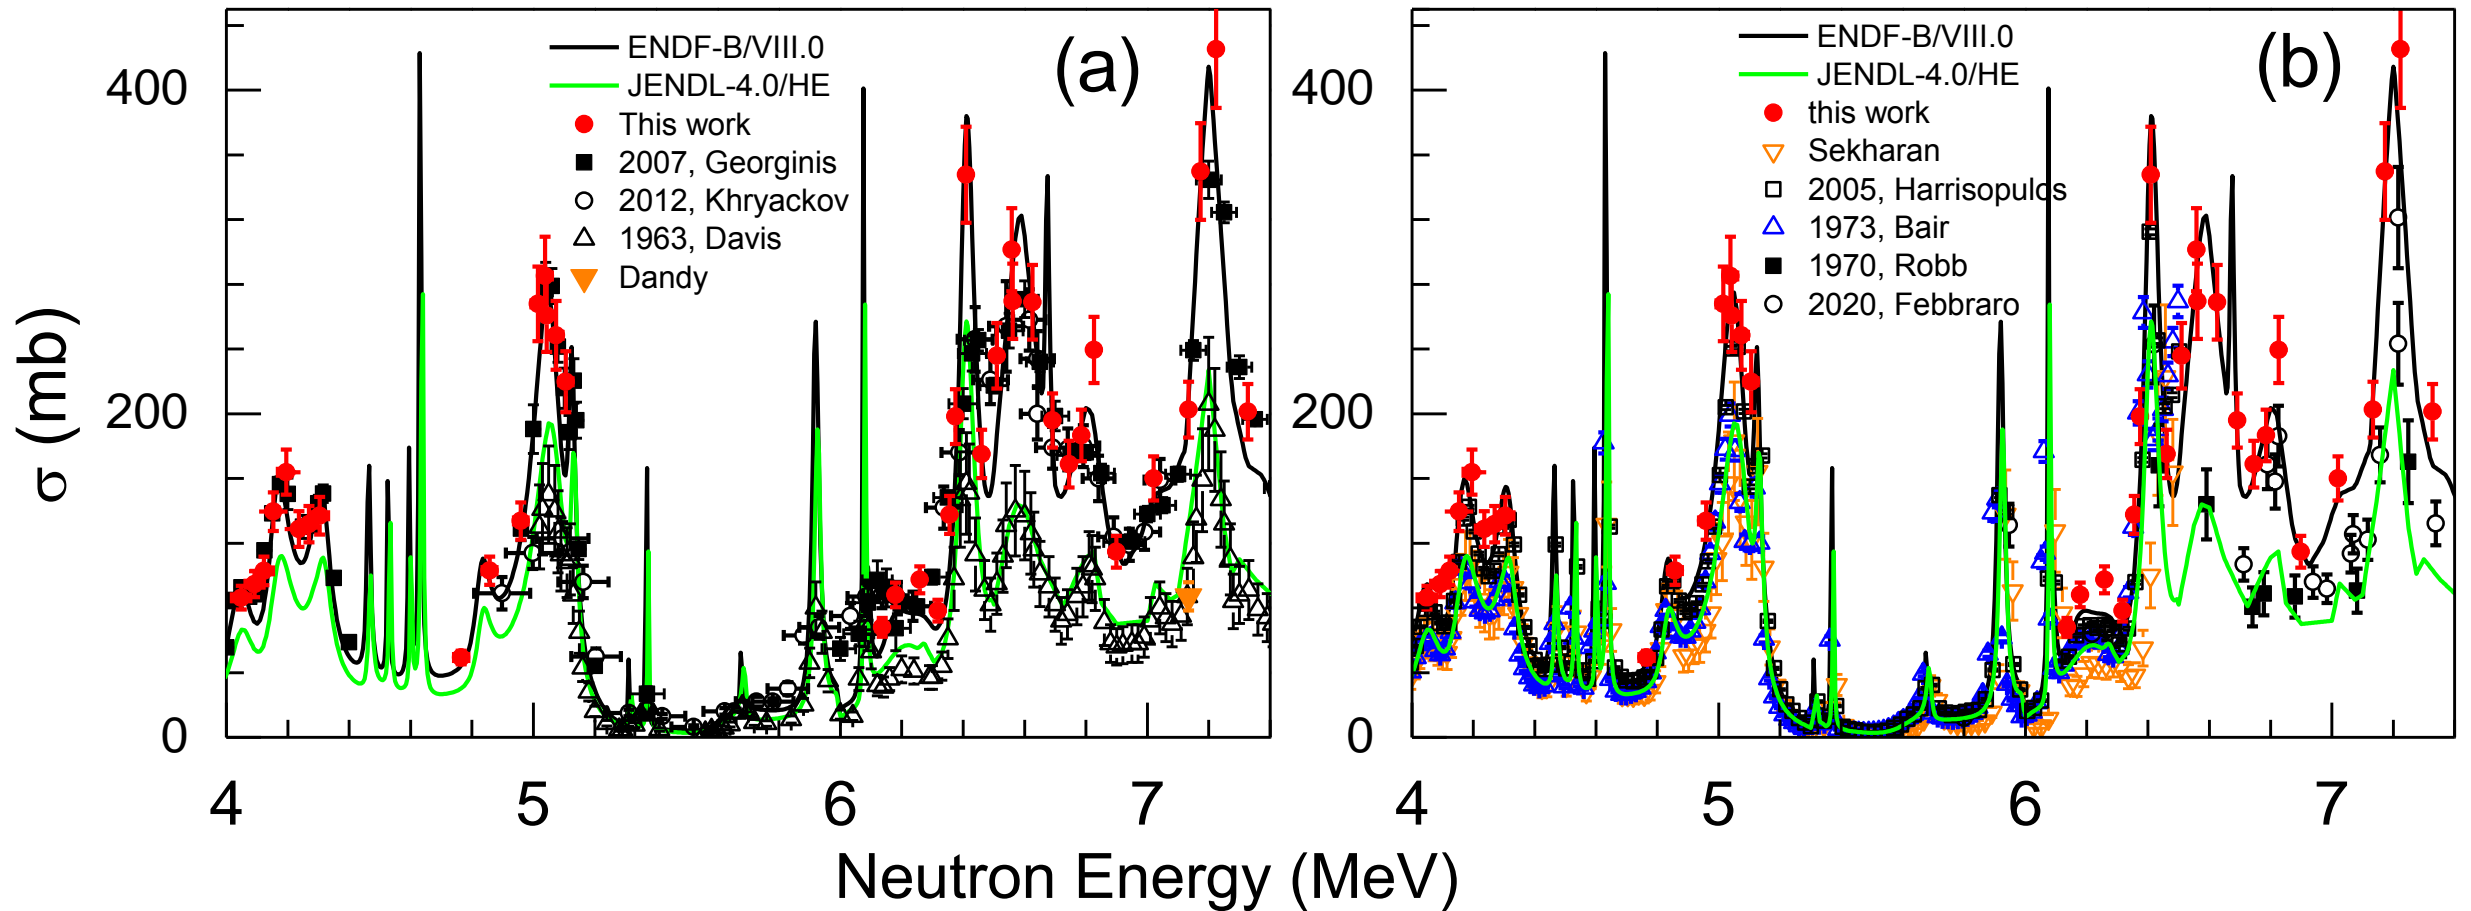 ENDF-B/VIII.0
JENDL-4.0/HE
This work
2007, Georginis
2012, Khryackov
1963, Davis
Dandy
(a)
400
200
0
4
5
6
7
σ (mb)
ENDF-B/VIII.0
JENDL-4.0/HE
this work
Sekharan
2005, Harrisopulos
1973, Bair
1970, Robb
2020, Febbraro
(b)
400
200
0
4
5
6
7
Neutron Energy (MeV)